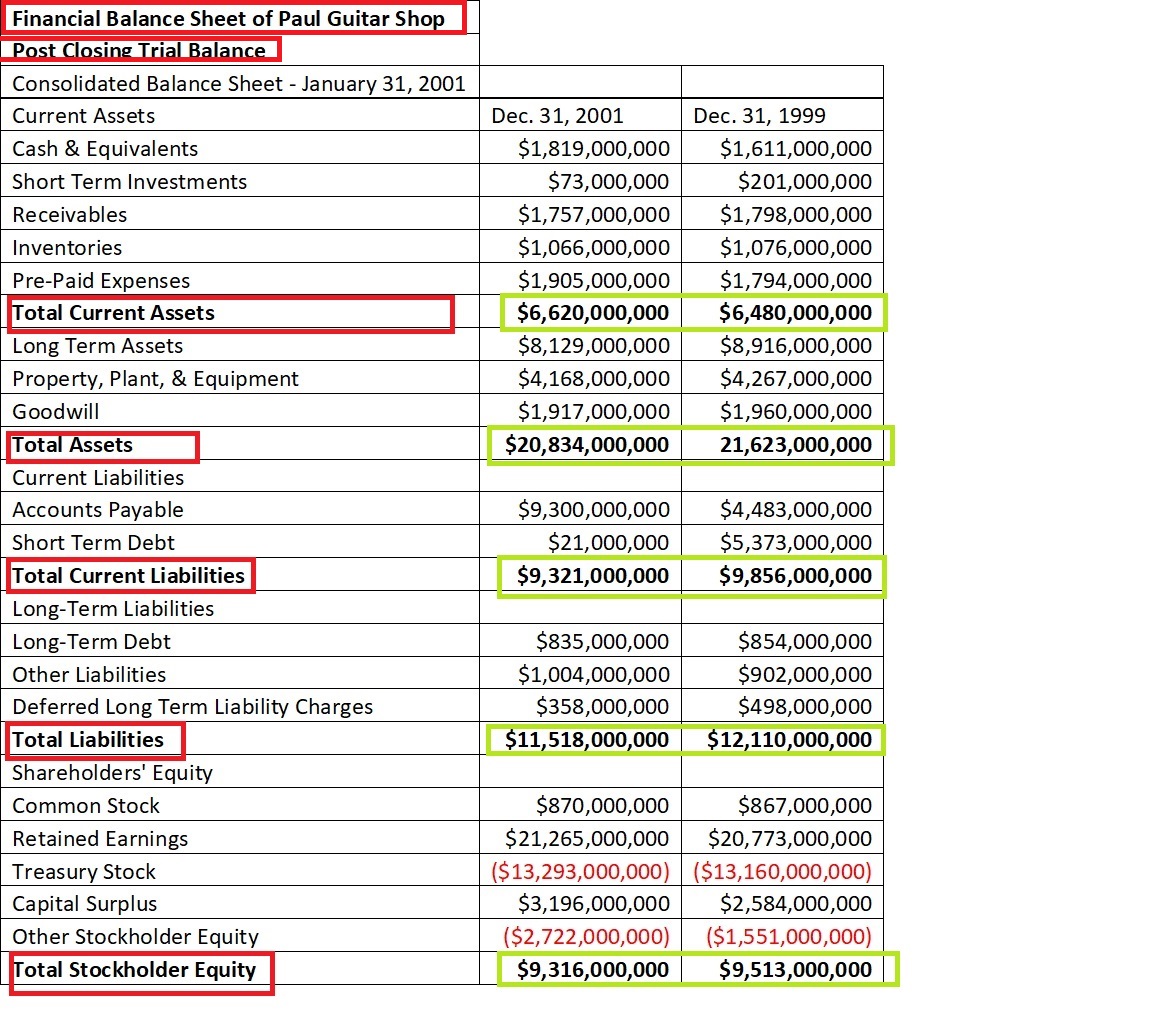 Financial Balance Sheet of Paul Guitar Shop
Post Closing Trial Balance
Consolidated Balance Sheet - January 31, 2001
Current Assets Dec. 31, 2001 Dec. 31, 1999
Cash & Equivalents $1,819,000,000 $1,611,000,000
Short Term Investments $73,000,000 $201,000,000
Receivables $1,757,000,000 $1,798,000,000
Inventories $1,066,000,000 $1,076,000,000
Pre-Paid Expenses $1,905,000,000 $1,794,000,000
Total Current Assets $6,620,000,000 $6,480,000,000
Long Term Assets $8,129,000,000 $8,916,000,000
Property, Plant, & Equipment $4,168,000,000 $4,267,000,000
Goodwill $1,917,000,000 $1,960,000,000
Total Assets $20,834,000,000 21,623,000,000
Current Liabilities
Accounts Payable $9,300,000,000 $4,483,000,000
Short Term Debt $21,000,000 $5,373,000,000
Total Current Liabilities $9,321,000,000 $9,856,000,000
Long-Term Liabilities
Long-Term Debt $835,000,000 $854,000,000
Other Liabilities $1,004,000,000 $902,000,000
Deferred Long Term Liability Charges $358,000,000 $498,000,000
Total Liabilities $11,518,000,000 $12,110,000,000
Shareholders' Equity
Common Stock $870,000,000 $867,000,000
Retained Earnings $21,265,000,000 $20,773,000,000
Treasury Stock ($13,293,000,000) ($13,160,000,000)
Capital Surplus $3,196,000,000 $2,584,000,000
Other Stockholder Equity ($2,722,000,000) ($1,551,000,000)
Total Stockholder Equity $9,316,000,000 $9,513,000,000